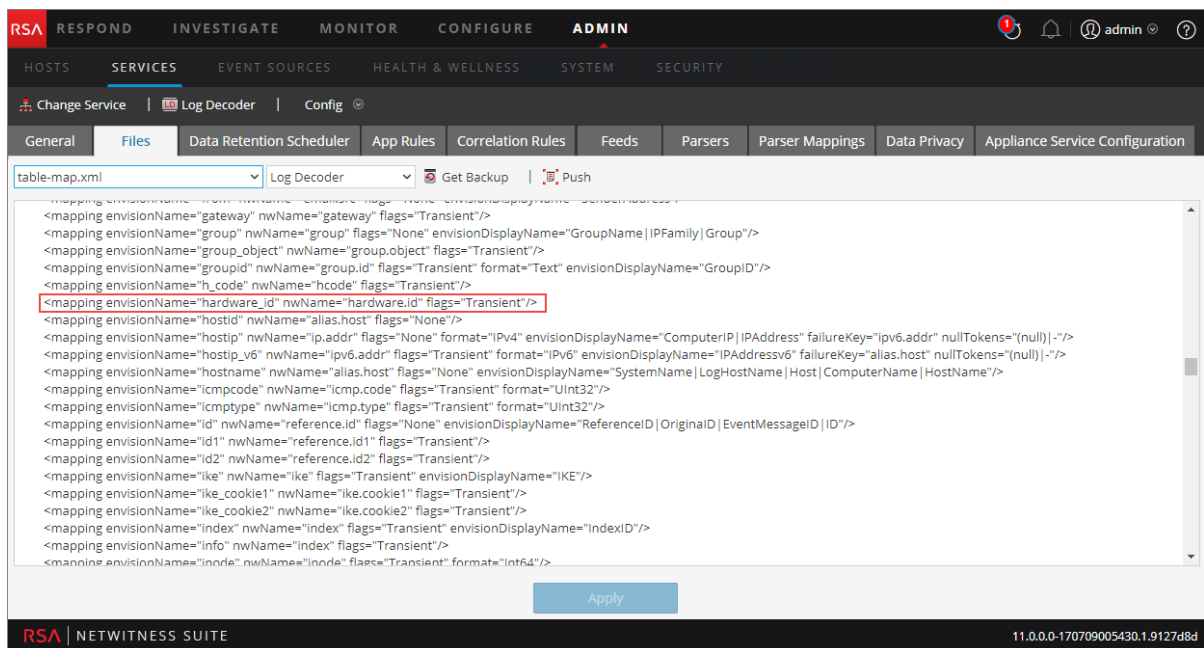 RSA RESPOND INVESTIGATE MONITOR CONFIGURE ADMIN 1 admin ?
HOSTS SERVICES EVENT SOURCES HEALTH & WELLNESS SYSTEM SECURITY
Change Service | LD Log Decoder | Config
General Files Data Retention Scheduler App Rules Correlation Rules Feeds Parsers Parser Mappings Data Privacy Appliance Service Configuration
table-map.xml Log Decoder Get Backup | Push
<mapping envisionName="gateway" nwName="gateway" flags="Transient"/>
<mapping envisionName="group" nwName="group" flags="None" envisionDisplayName="GroupName|IPFamily|Group"/>
<mapping envisionName="group_object" nwName="group.object" flags="Transient"/>
<mapping envisionName="groupid" nwName="group.id" flags="Transient" format="Text" envisionDisplayName="GroupID"/>
<mapping envisionName="h_code" nwName="hcode" flags="Transient"/>
<mapping envisionName="hardware_id" nwName="hardware.id" flags="Transient"/>
<mapping envisionName="hostid" nwName="alias.host" flags="None"/>
<mapping envisionName="hostip" nwName="ip.addr" flags="None" format="IPv4" envisionDisplayName="ComputerIP|IPAddress" failureKey="ipv6.addr" nullTokens="(null)|-"/>
<mapping envisionName="hostip_v6" nwName="ipv6.addr" flags="Transient" format="IPv6" envisionDisplayName="IPAddressv6" failureKey="alias.host" nullTokens="(null)|-"/>
<mapping envisionName="hostname" nwName="alias.host" flags="None" envisionDisplayName="SystemName|LogHostName|Host|ComputerName|HostName"/>
<mapping envisionName="icmpcode" nwName="icmp.code" flags="Transient" format="UInt32"/>
<mapping envisionName="icmptype" nwName="icmp.type" flags="Transient" format="UInt32"/>
<mapping envisionName="id" nwName="reference.id" flags="None" envisionDisplayName="ReferenceID|OriginalID|EventMessageID|ID"/>
<mapping envisionName="id1" nwName="reference.id1" flags="Transient"/>
<mapping envisionName="id2" nwName="reference.id2" flags="Transient"/>
<mapping envisionName="ike" nwName="ike" flags="Transient" envisionDisplayName="IKE"/>
<mapping envisionName="ike_cookie1" nwName="ike.cookie1" flags="Transient"/>
<mapping envisionName="ike_cookie2" nwName="ike.cookie2" flags="Transient"/>
<mapping envisionName="index" nwName="index" flags="Transient" envisionDisplayName="IndexID"/>
<mapping envisionName="info" nwName="index" flags="Transient"/>
<mapping envisionName="inode" nwName="inode" flags="Transient" format="Int64"/>
Apply
RSA | NETWITNESS SUITE 11.0.0.0-170709005430.1.9127d8d